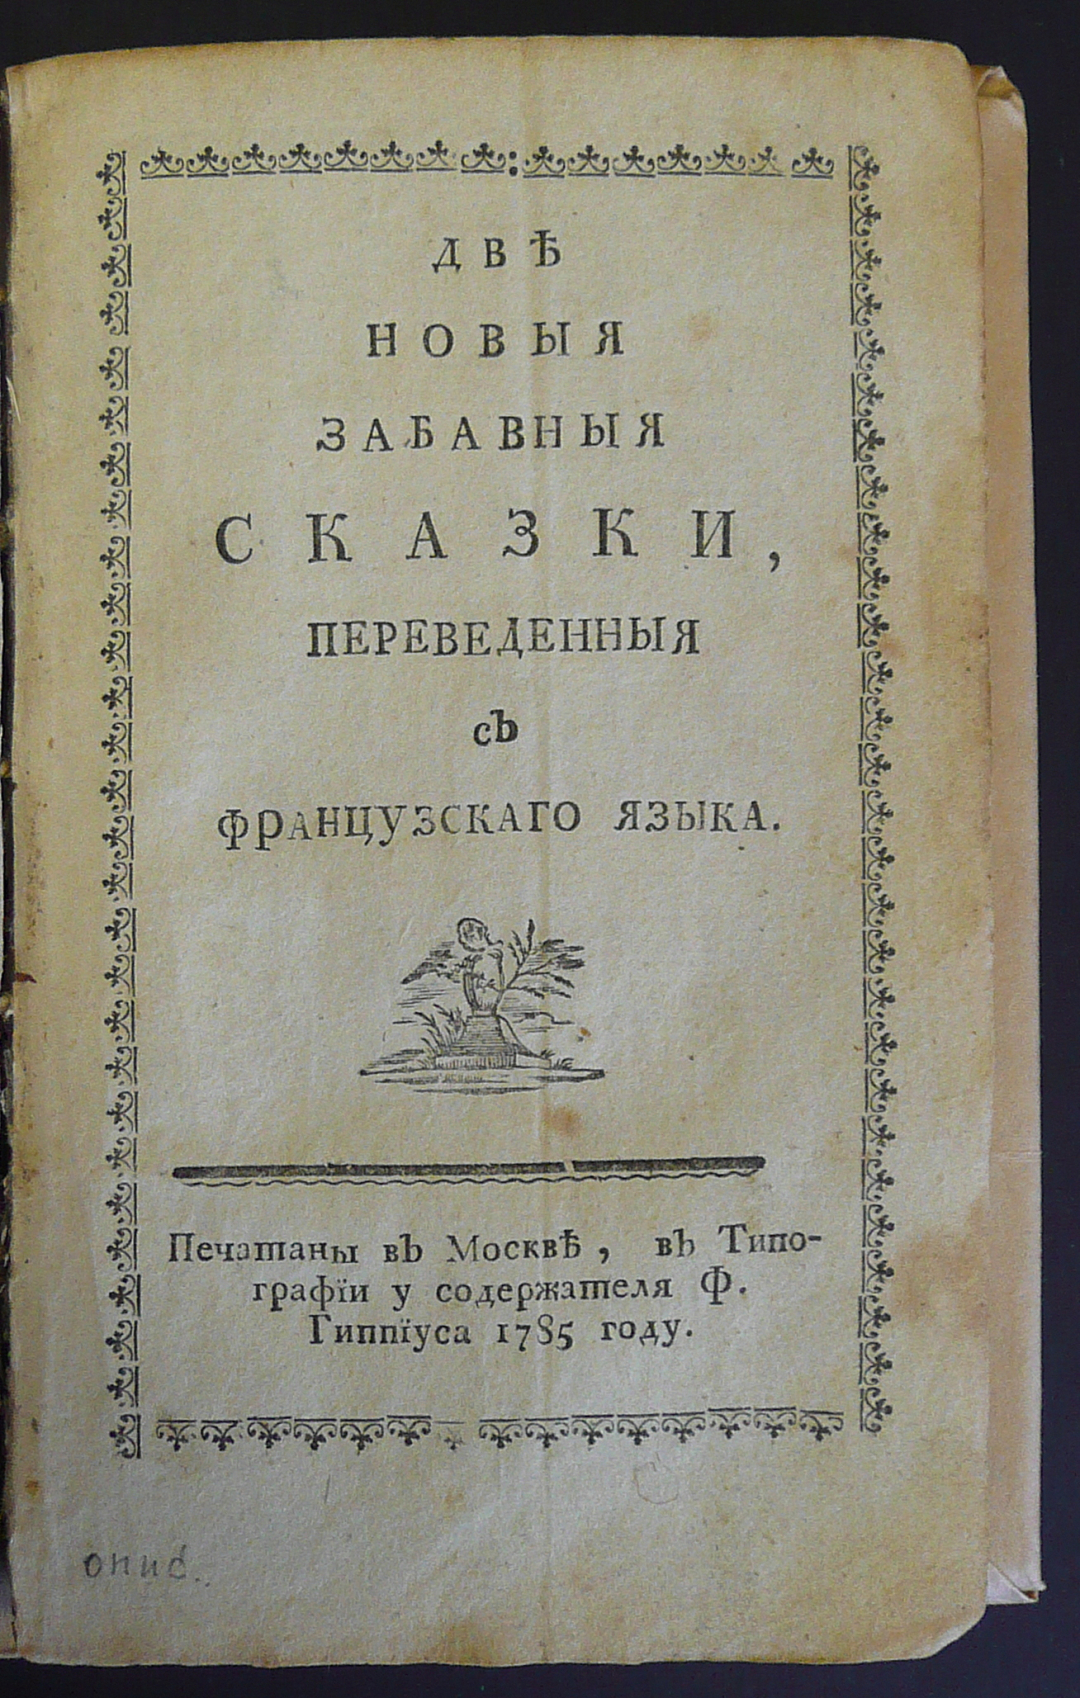 ДВѢ
НОВЫЯ
ЗАБАВНЫЯ
СКАЗКИ,
ПЕРЕВЕДЕННЫЯ
съ
ФРАНЦУЗСКАГО ЯЗЫКА.
Печатаны въ Москвѣ, въ Типо-
графїи у содержателя Ф.
Гиппїуса 1785 году.
опис.